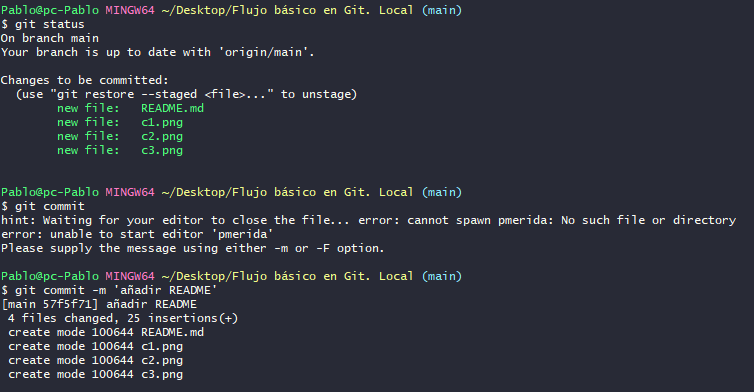 Pablo@pc-Pablo MINGW64 ~/Desktop/Flujo básico en Git. Local (main)
$ git status
On branch main
Your branch is up to date with 'origin/main'.
Changes to be committed:
  (use "git restore --staged <file>..." to unstage)
        new file:   README.md
        new file:   c1.png
        new file:   c2.png
        new file:   c3.png
Pablo@pc-Pablo MINGW64 ~/Desktop/Flujo básico en Git. Local (main)
$ git commit
hint: Waiting for your editor to close the file... error: cannot spawn pmerida: No such file or directory
error: unable to start editor 'pmerida'
Please supply the message using either -m or -F option.
Pablo@pc-Pablo MINGW64 ~/Desktop/Flujo básico en Git. Local (main)
$ git commit -m 'añadir README'
[main 57f5f71] añadir README
 4 files changed, 25 insertions(+)
 create mode 100644 README.md
 create mode 100644 c1.png
 create mode 100644 c2.png
 create mode 100644 c3.png